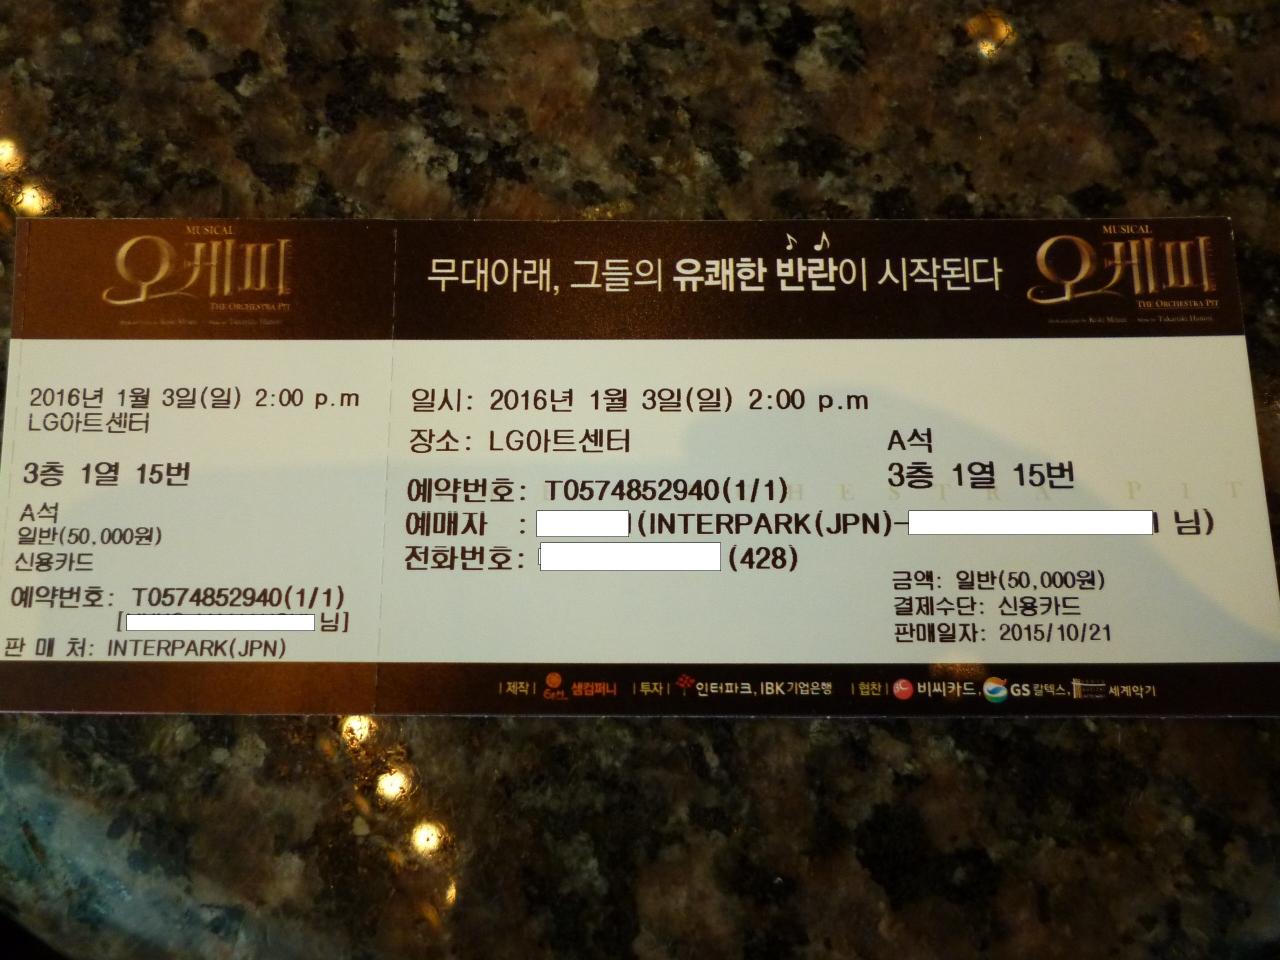 MUSICAL
오케피
THE ORCHESTRA PIT
2016년 1월 3일(일) 2:00 p.m
LG아트센터
3층 1열 15번
A석
일반(50,000원)
신용카드
예약번호: T0574852940(1/1)
[ 님]
판 매 처: INTERPARK(JPN)
무대아래, 그들의 유쾌한 반란이 시작된다
MUSICAL
오케피
THE ORCHESTRA PIT
일시: 2016년 1월 3일(일) 2:00 p.m
장소: LG아트센터
A석
3층 1열 15번
예약번호: T0574852940(1/1)
예매자 : (INTERPARK(JPN)- 님)
전화번호: (428)
금액: 일반(50,000원)
결제수단: 신용카드
판매일자: 2015/10/21
HESTRA PIT
| 제작 | 샘컴퍼니 | 투자 | 인터파크, IBK기업은행 | 협찬 | 비씨카드, GS칼텍스, 세계악기